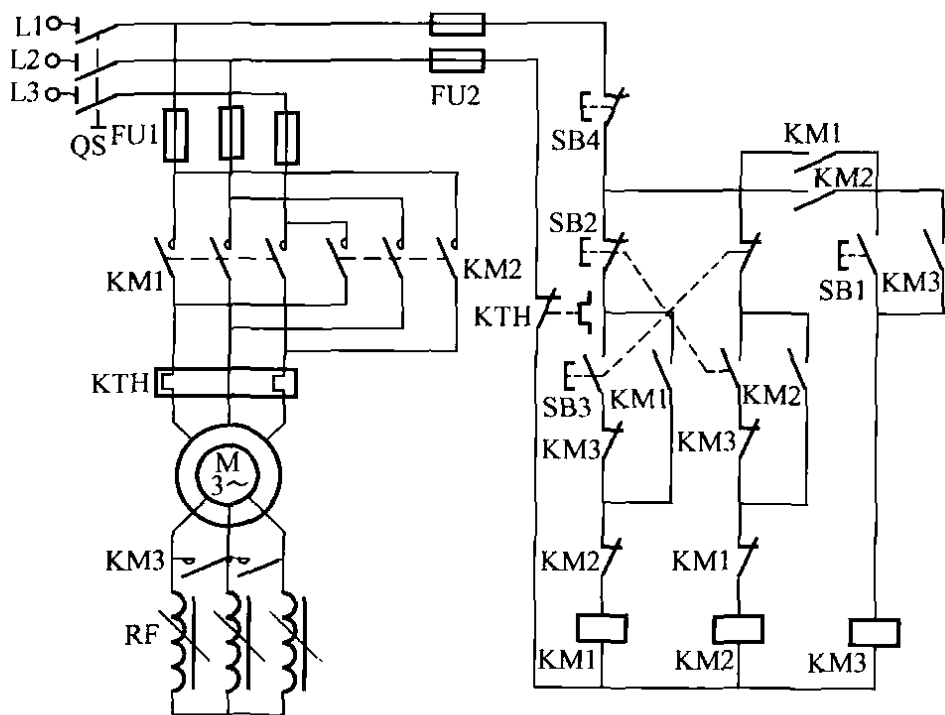 L1
L2
L3
QS
FU1
FU2
SB4
KM1
KM2
SB2
KM1
KM2
KTH
SB1
KM3
KTH
SB3
KM1
KM2
M
3～
KM3
KM3
KM3
KM2
KM1
RF
KM1
KM2
KM3